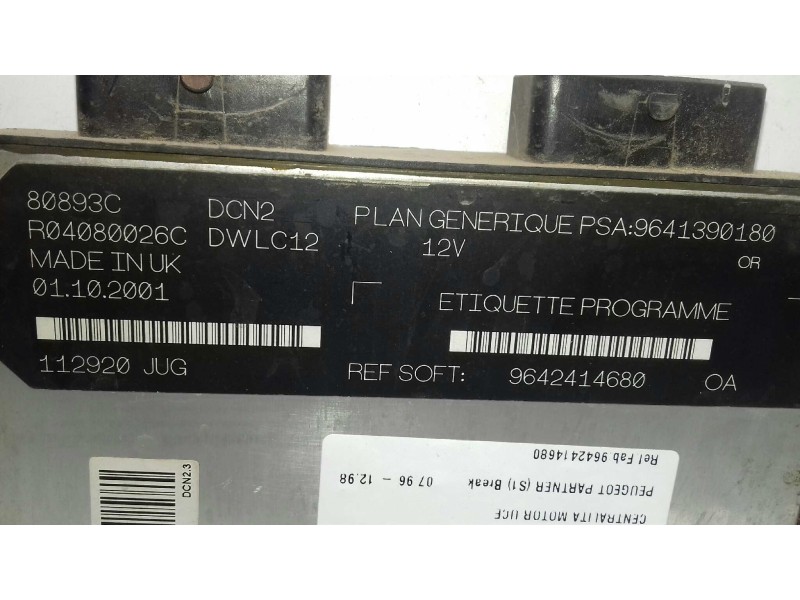 80893C DCN2 PLAN GENERIQUE PSA:9641390180
R04080026C DWLC12 12V OR
MADE IN UK
01.10.2001 ETIQUETTE PROGRAMME
112920 JUG REF SOFT: 9642414680 OA
DCN2.3
CENTRALITA MOTOR UCE
PEUGEOT PARTNER (S1) Break 07.96 - 12.98
Ref Fab 9642414680